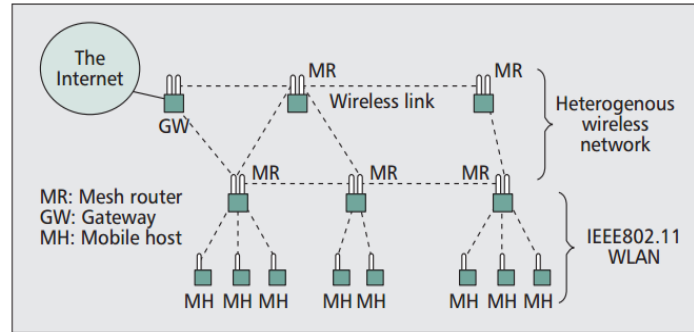 The
Internet
MR
MR
Wireless link
GW
Heterogenous
wireless
network
MR
MR
MR
MR: Mesh router
GW: Gateway
MH: Mobile host
IEEE802.11
WLAN
MH MH MH
MH MH
MH MH MH